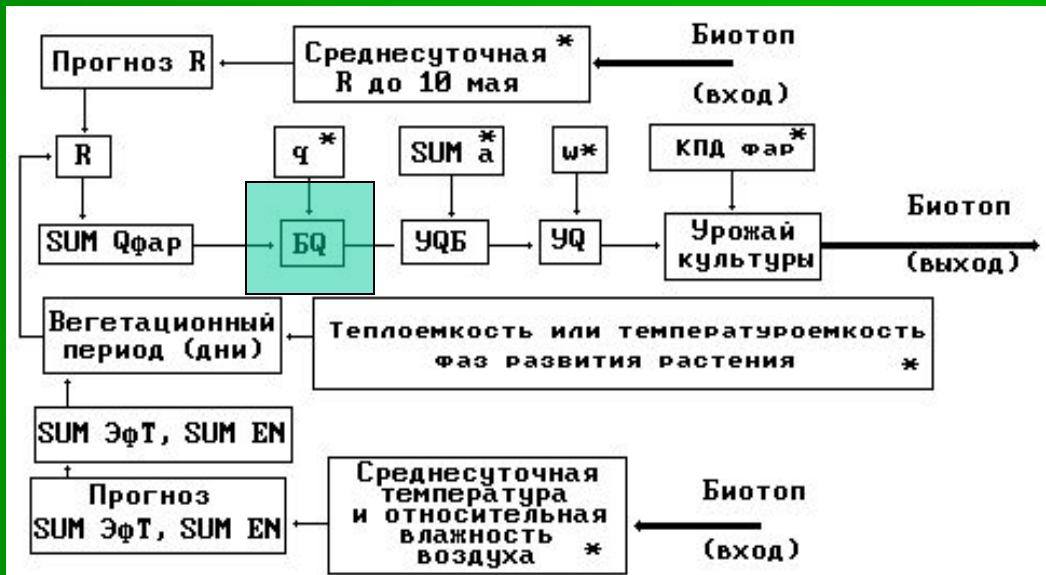 Прогноз R
Среднесуточная *
R до 10 мая
Биотоп
(вход)
R
q *
SUM а *
w*
КПД фар*
SUM Qфар
БQ
УQБ
УQ
Урожай
культуры
Биотоп
(выход)
Вегетационный
период (дни)
Теплоемкость или температуроемкость
фаз развития растения *
SUM ЭфТ, SUM EN
Прогноз
SUM ЭфТ, SUM EN
Среднесуточная
температура
и относительная
влажность
воздуха *
Биотоп
(вход)